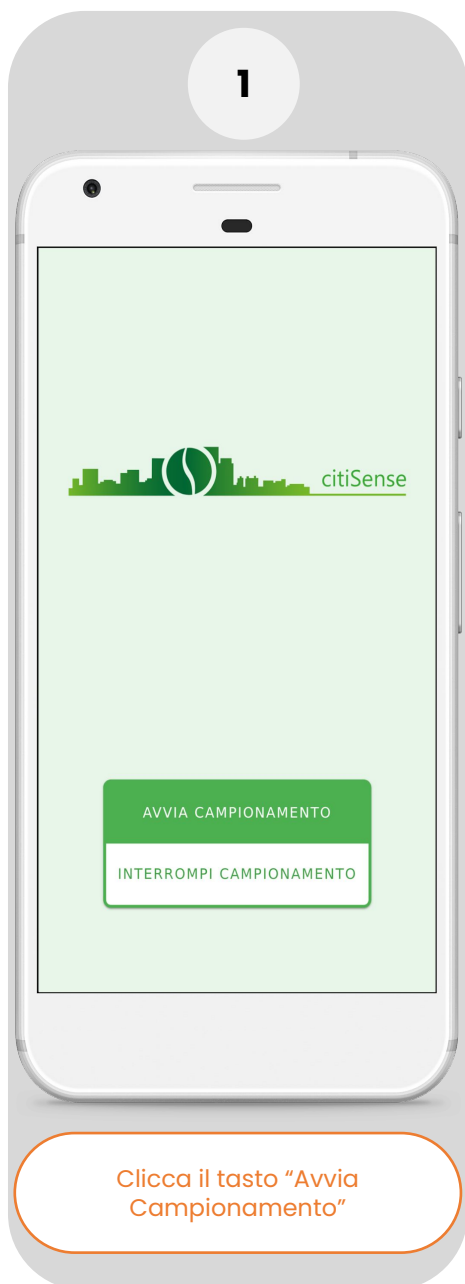 1
citiSense
AVVIA CAMPIONAMENTO
INTERROMPI CAMPIONAMENTO
Clicca il tasto “Avvia
Campionamento”